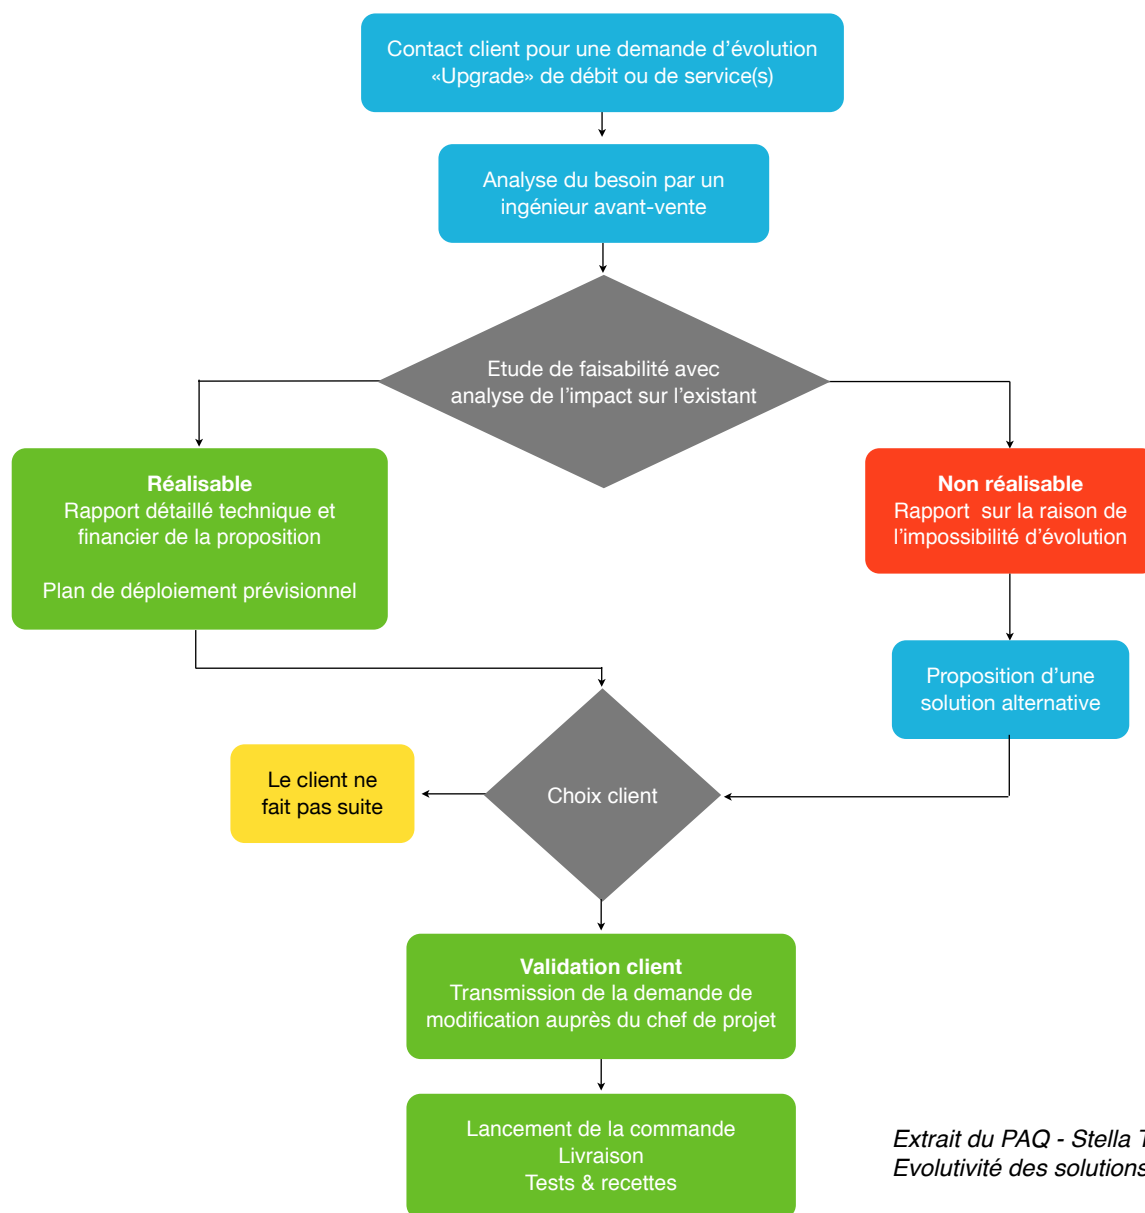 Contact client pour une demande d’évolution
«Upgrade» de débit ou de service(s)
Analyse du besoin par un
ingénieur avant-vente
Etude de faisabilité avec
analyse de l’impact sur l’existant
Réalisable
Rapport détaillé technique et
financier de la proposition
Plan de déploiement prévisionnel
Non réalisable
Rapport  sur la raison de
l’impossibilité d’évolution
Proposition d’une
solution alternative
Le client ne
fait pas suite
Choix client
Validation client
Transmission de la demande de
modification auprès du chef de projet
Lancement de la commande
Livraison
Tests & recettes
Extrait du PAQ - Stella
Evolutivité des solutions